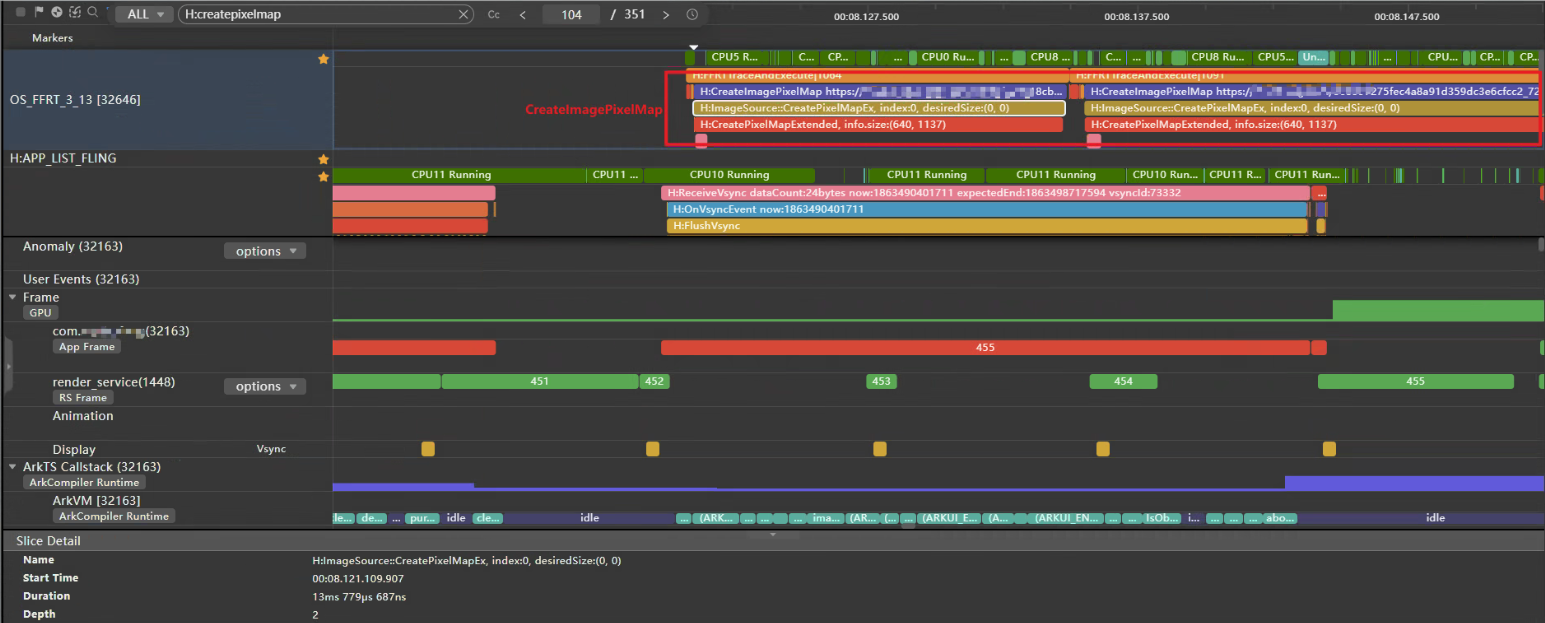 ALL H:createpixelmap Cc 104 / 351
00:08.127.500 00:08.137.500 00:08.147.500
Markers
CPU5 R... C... CP... ... CPU0 Ru... ... CPU8 ... C... ... CPU8 Ru... CPU5... Un... ... CPU... CP... CP...
OS_FFRT_3_13 [32646]
H:FFRTTraceAndExecute|1064 H:FFRTTraceAndExecute|1091
H:CreateImagePixelMap https:// 18cb... H:CreateImagePixelMap https://
CreateImagePixelMap
H:ImageSource::CreatePixelMapEx, index:0, desiredSize:(0, 0) H:ImageSource::CreatePixelMapEx, index:0, desiredSize:(0, 0)
H:CreatePixelMapExtended, info.size:(640, 1137) H:CreatePixelMapExtended, info.size:(640, 1137)
H:APP_LIST_FLING
CPU11 Running CPU11 ... CPU10 Running CPU11 Running CPU11 Running CPU10 Run... CPU11 R... CPU11 Run...
H:ReceiveVsync dataCount:24bytes now:1863490401711 expectedEnd:1863498717594 vsyncId:73332 ...
H:OnVsyncEvent now:1863490401711
H:FlushVsync
Anomaly (32163) options
User Events (32163)
Frame
GPU
com. (32163)
App Frame 455
render_service(1448) options 451 452 453 454 455
RS Frame
Animation
Display Vsync
ArkTS Callstack (32163)
ArkCompiler Runtime
ArkVM [32163]
ArkCompiler Runtime
le... de... ... pur... idle cle... idle ... (ARK... ... ... ... ima... (AR... (... ... (ARKUI_E... (A... (ARKUI_EN... ... ... IsOb... i... ... ... ... abo... idle
Slice Detail
Name H:ImageSource::CreatePixelMapEx, index:0, desiredSize:(0, 0)
Start Time 00:08.121.109.907
Duration 13ms 779μs 687ns
Depth 2